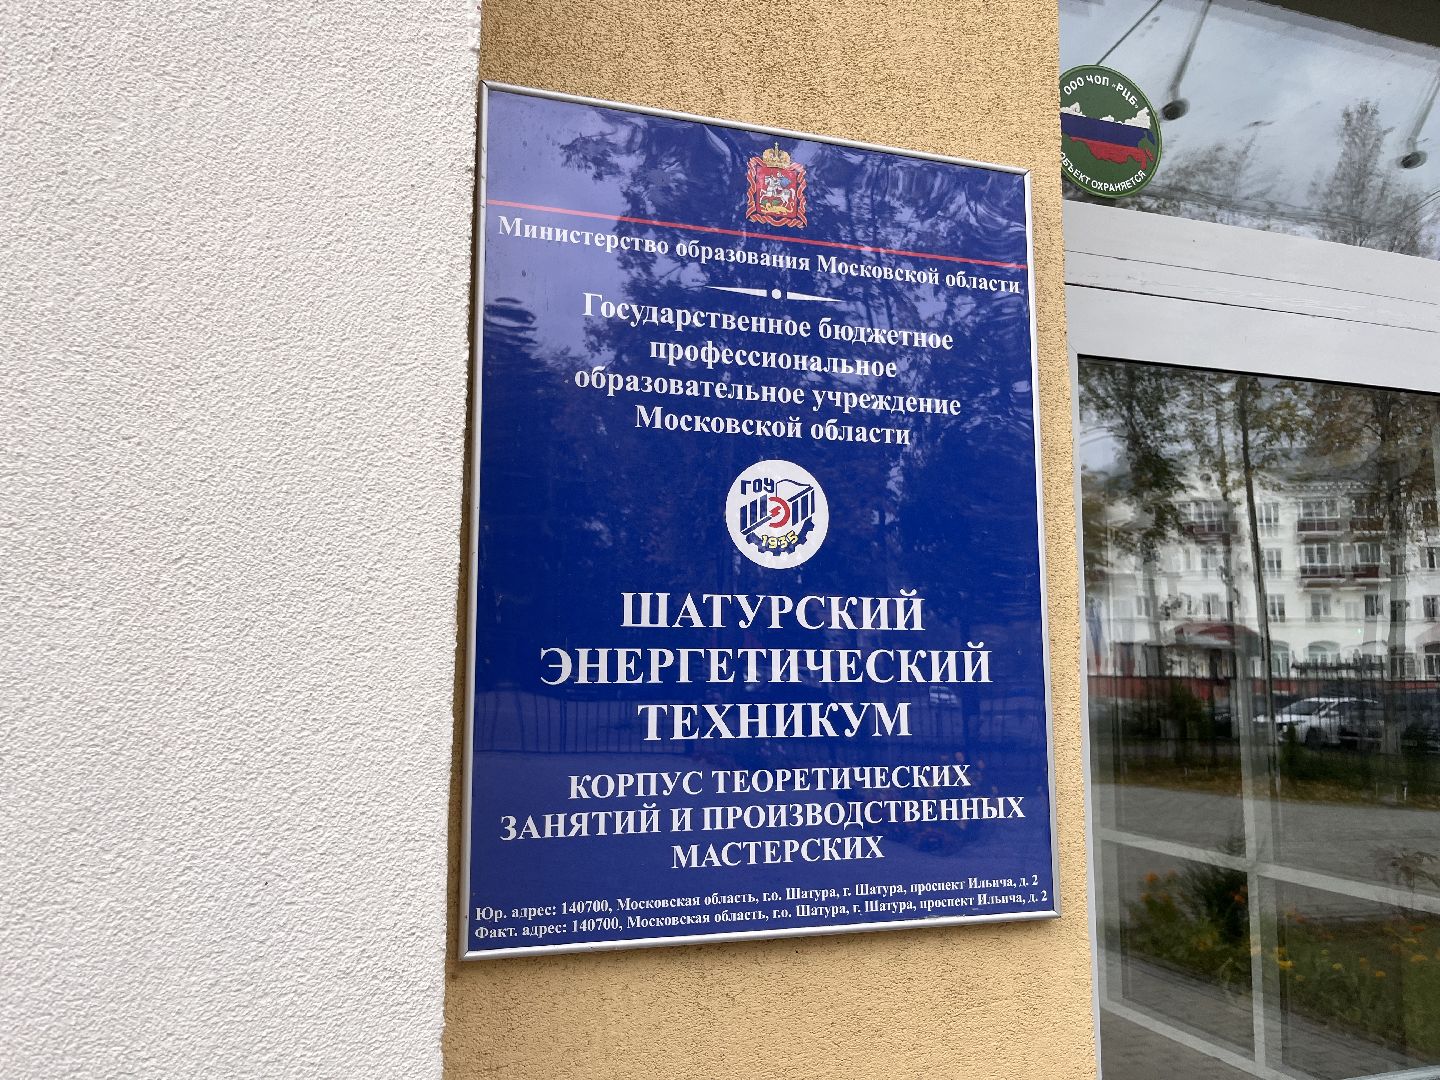 ООО ЧОП "РЦБ"
ОБЪЕКТ ОХРАНЯЕТСЯ
Министерство образования Московской области
Государственное бюджетное
профессиональное
образовательное учреждение
Московской области
ГОУ
ШЭТ
1935
ШАТУРСКИЙ
ЭНЕРГЕТИЧЕСКИЙ
ТЕХНИКУМ
КОРПУС ТЕОРЕТИЧЕСКИХ
ЗАНЯТИЙ И ПРОИЗВОДСТВЕННЫХ
МАСТЕРСКИХ
Юр. адрес: 140700, Московская область, г.о. Шатура, г. Шатура, проспект Ильича, д. 2
Факт. адрес: 140700, Московская область, г.о. Шатура, г. Шатура, проспект Ильича, д. 2